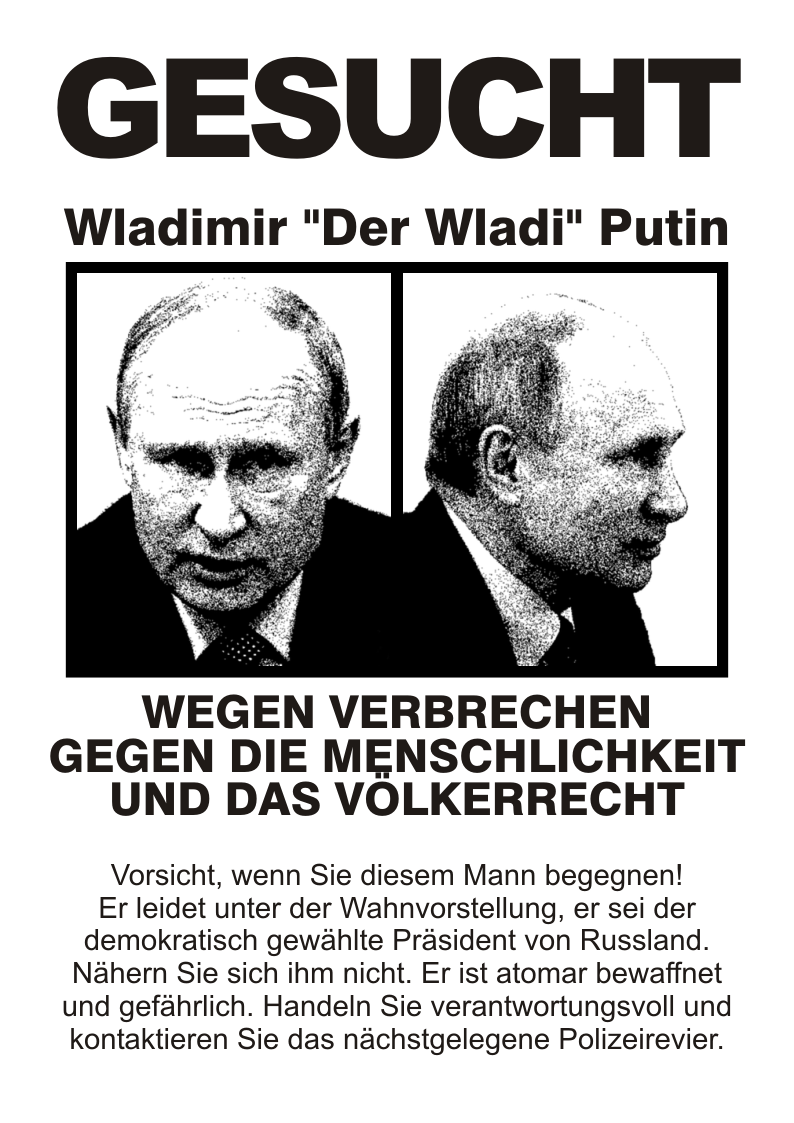 GESUCHT
Wladimir "Der Wladi" Putin
WEGEN VERBRECHEN
GEGEN DIE MENSCHLICHKEIT
UND DAS VÖLKERRECHT
Vorsicht, wenn Sie diesem Mann begegnen!
Er leidet unter der Wahnvorstellung, er sei der
demokratisch gewählte Präsident von Russland.
Nähern Sie sich ihm nicht. Er ist atomar bewaffnet
und gefährlich. Handeln Sie verantwortungsvoll und
kontaktieren Sie das nächstgelegene Polizeirevier.